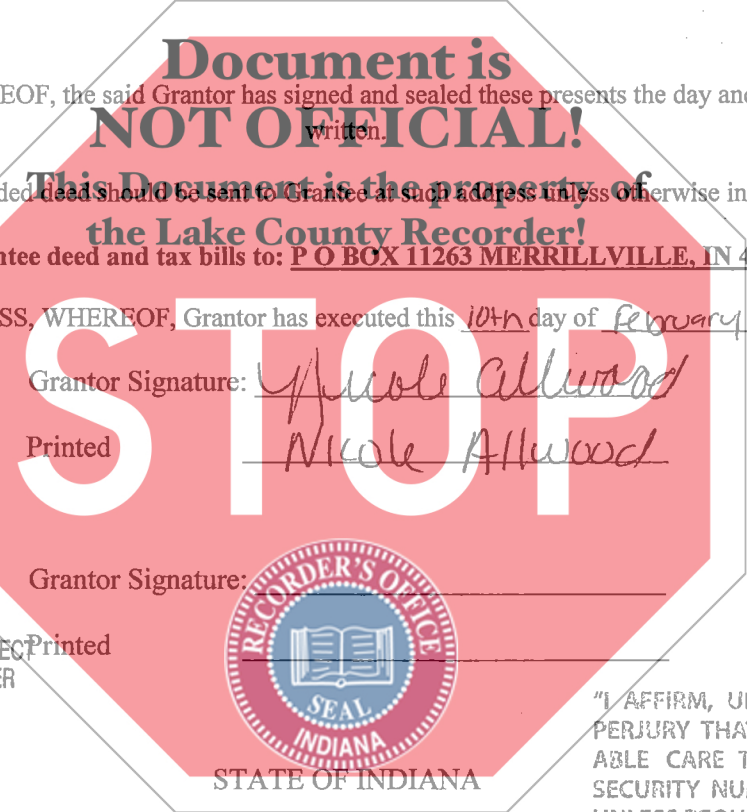 Document is
EOF, the said Grantor has signed and sealed these presents the day and
NOT OFFICIAL!
written.
This Document is the property of
ded deed should be sent to Grantee at such address unless otherwise in
the Lake County Recorder!
ntee deed and tax bills to: P O BOX 11263 MERRILLVILLE, IN 4
SS, WHEREOF, Grantor has executed this 10th day of february
STOP
Grantor Signature: Nicole Allwood
Printed Nicole Allwood
Grantor Signature:
Printed
ECT
ER
RECORDER'S OFFICE
SEAL
INDIANA
STATE OF INDIANA
"I AFFIRM, U
PERJURY THA
ABLE CARE T
SECURITY NU